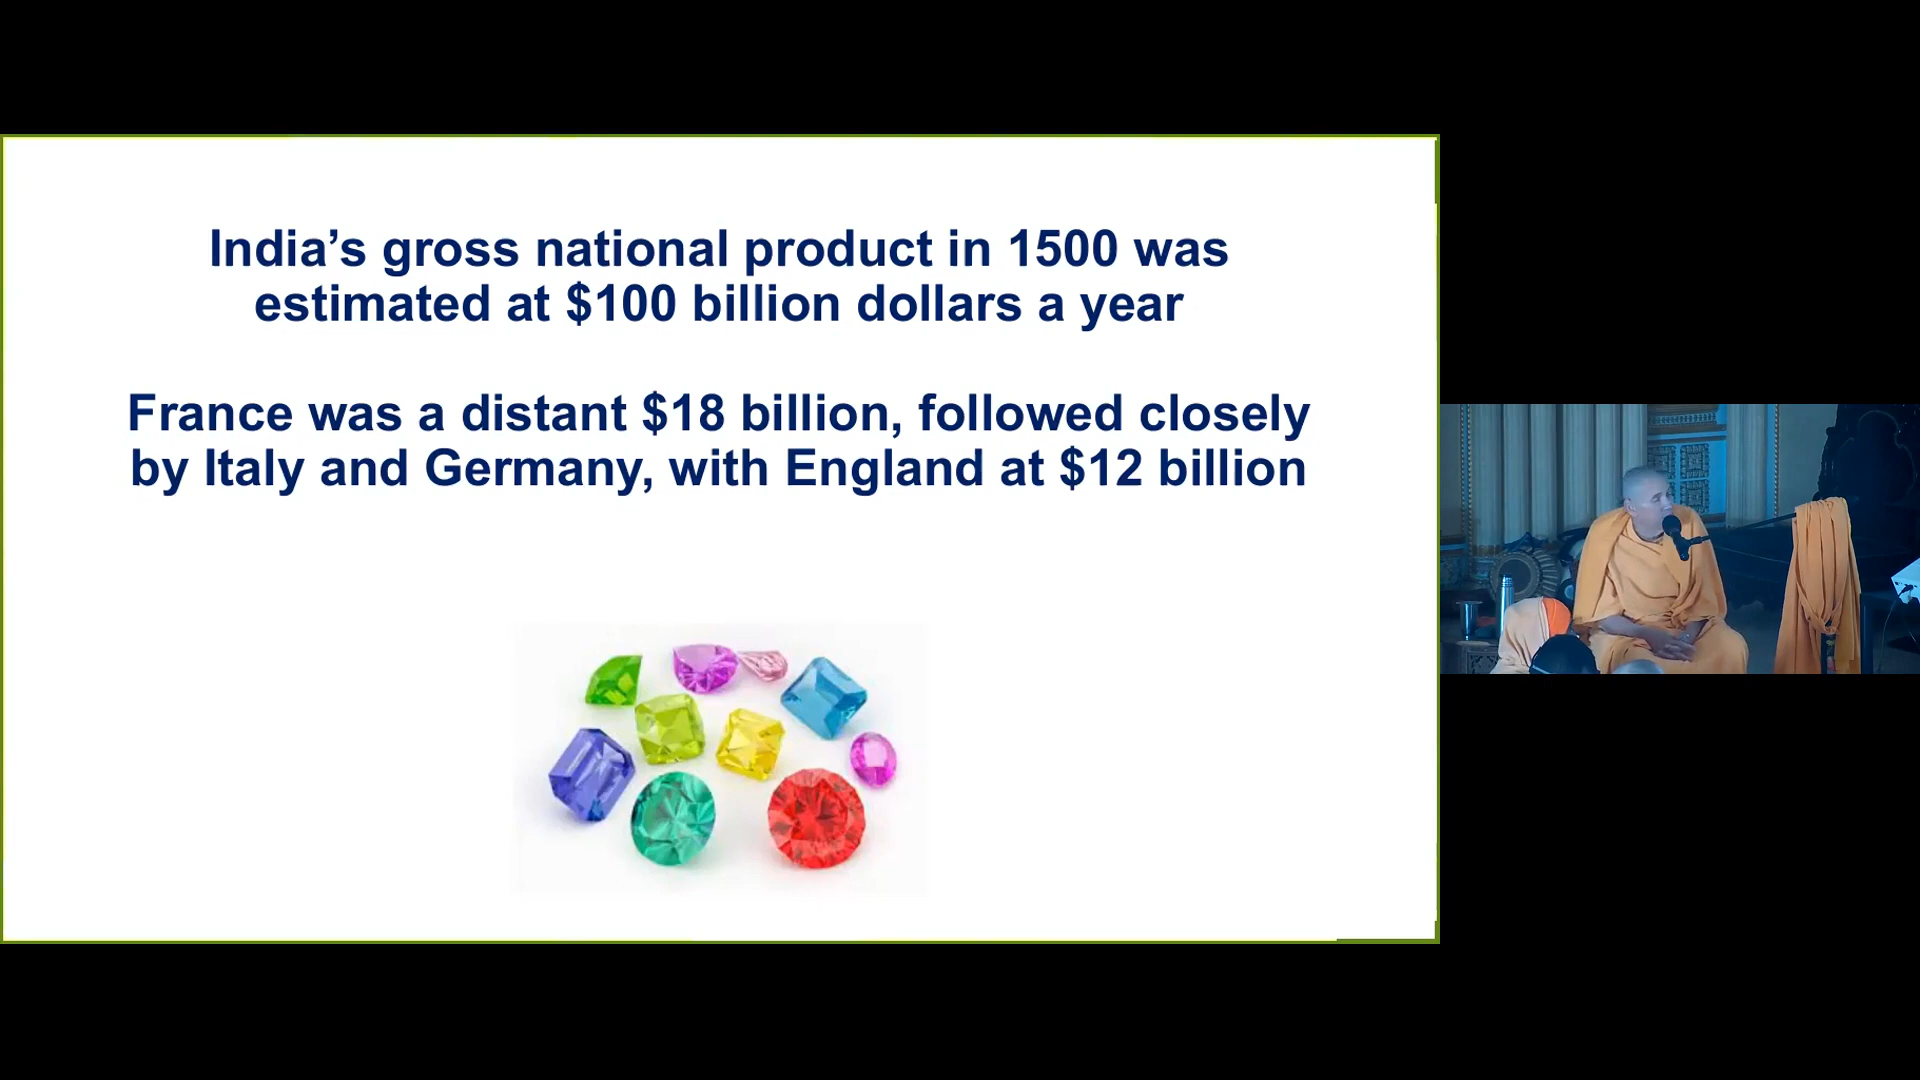 India’s gross national product in 1500 was
estimated at $100 billion dollars a year
France was a distant $18 billion, followed closely
by Italy and Germany, with England at $12 billion